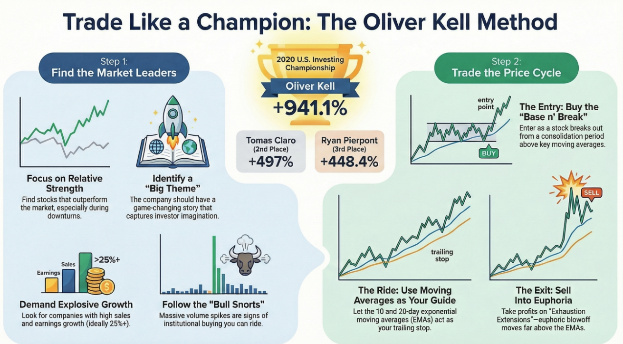 Trade Like a Champion: The Oliver Kell Method
Step 1:
Find the Market Leaders
Focus on Relative
Strength
Find stocks that outperform
the market, especially during
downturns.
Identify a
"Big Theme"
The company should have a
game-changing story that
captures investor imagination.
Earnings
Sales
>25%+
Demand Explosive Growth
Look for companies with high sales
and earnings growth (ideally 25%+).
Follow the "Bull Snorts"
Massive volume spikes are signs of
institutional buying you can ride.
2020 U.S. Investing
Championship
Oliver Kell
+941.1%
Tomas Claro
(2nd Place)
+497%
Ryan Pierpont
(3rd Place)
+448.4%
Step 2:
Trade the Price Cycle
entry
point
BUY
The Entry: Buy the
"Base n' Break"
Enter as a stock breaks out
from a consolidation period
above key moving averages.
trailing
stop
The Ride: Use Moving
Averages as Your Guide
Let the 10 and 20-day exponential
moving averages (EMAs) act as
your trailing stop.
SELL
The Exit: Sell
Into Euphoria
Take profits on "Exhaustion
Extensions"—euphoric blowoff
moves far above the EMAs.